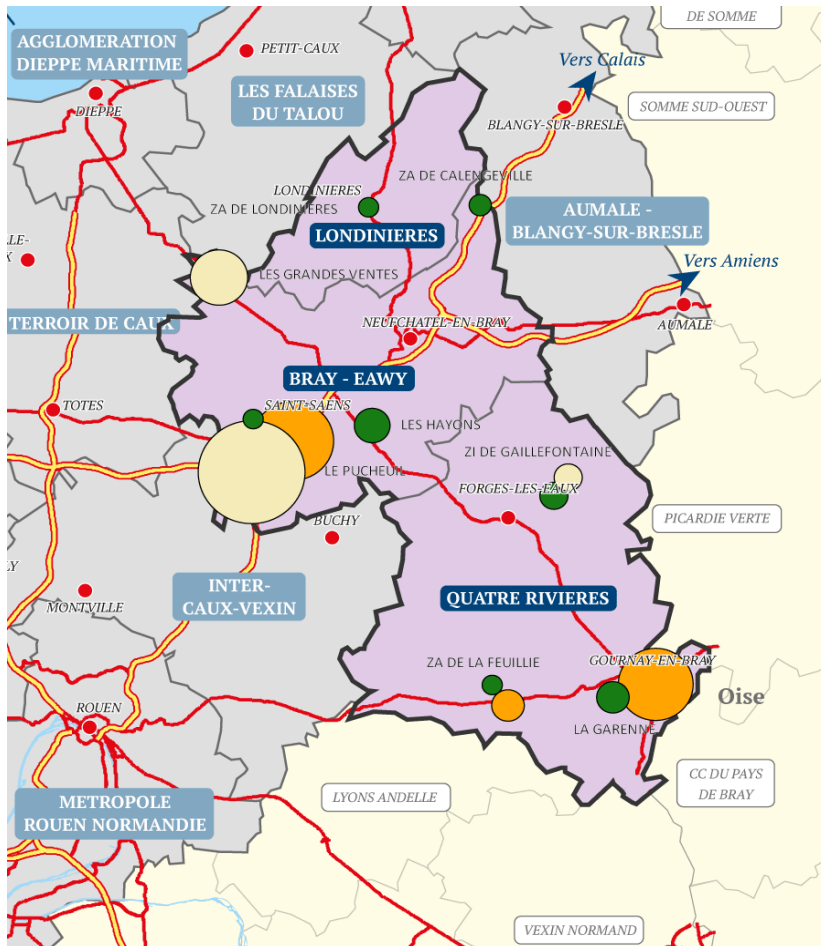 DE SOMME
AGGLOMERATION
DIEPPE MARITIME
PETIT-CAUX
Vers Calais
LES FALAISES
DU TALOU
DIEPPE
SOMME SUD-OUEST
BLANGY-SUR-BRESLE
ZA DE CALENGEVILLE
LONDINIERES
ZA DE LONDINIERES
LONDINIERES
AUMALE -
BLANGY-SUR-BRESLE
LLE-
X
Vers Amiens
LES GRANDES VENTES
TERROIR DE CAUX
NEUFCHATEL-EN-BRAY
AUMALE
BRAY - EAWY
TOTES
SAINT-SAENS
LES HAYONS
ZI DE GAILLEFONTAINE
LE PUCHEUIL
FORGES-LES-EAUX
BUCHY
PICARDIE VERTE
LY
INTER-
CAUX-VEXIN
MONTVILLE
QUATRE RIVIERES
ZA DE LA FEUILLIE
GOURNAY-EN-BRAY
Oise
ROUEN
LA GARENNE
CC DU PAYS
DE BRAY
LYONS ANDELLE
METROPOLE
ROUEN NORMANDIE
VEXIN NORMAND